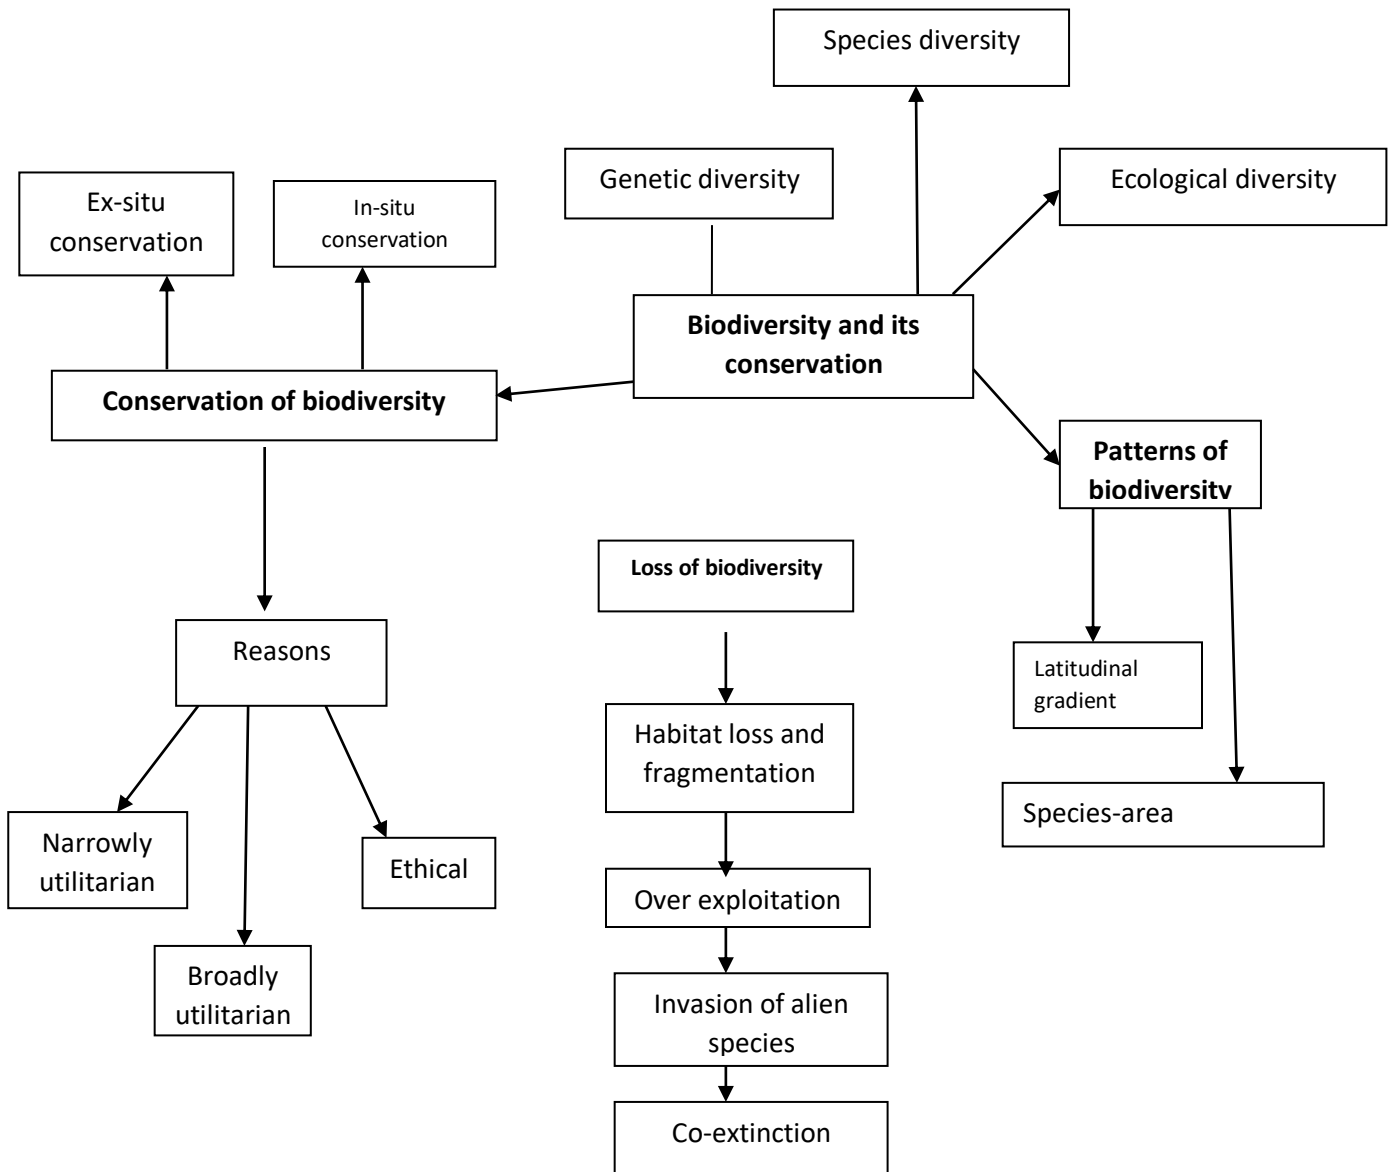 Species diversity
Genetic diversity
Ecological diversity
Ex-situ
conservation
In-situ
conservation
Biodiversity and its
conservation
Conservation of biodiversity
Patterns of
biodiversity
Loss of biodiversity
Reasons
Latitudinal
gradient
Habitat loss and
fragmentation
Species-area
Narrowly
utilitarian
Ethical
Over exploitation
Broadly
utilitarian
Invasion of alien
species
Co-extinction